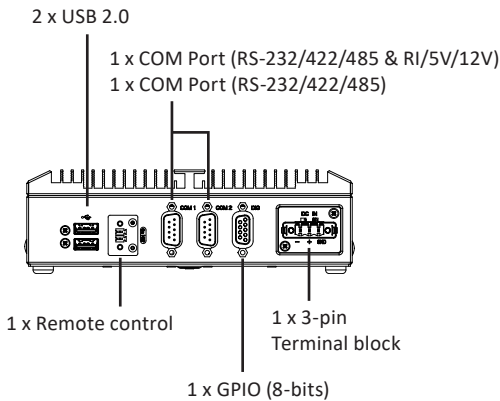 2 x USB 2.0
1 x COM Port (RS-232/422/485 & RI/5V/12V)
1 x COM Port (RS-232/422/485)
COM 1
COM 2
DIO
DC IN
− + GND
1 x Remote control
1 x 3-pin
Terminal block
1 x GPIO (8-bits)